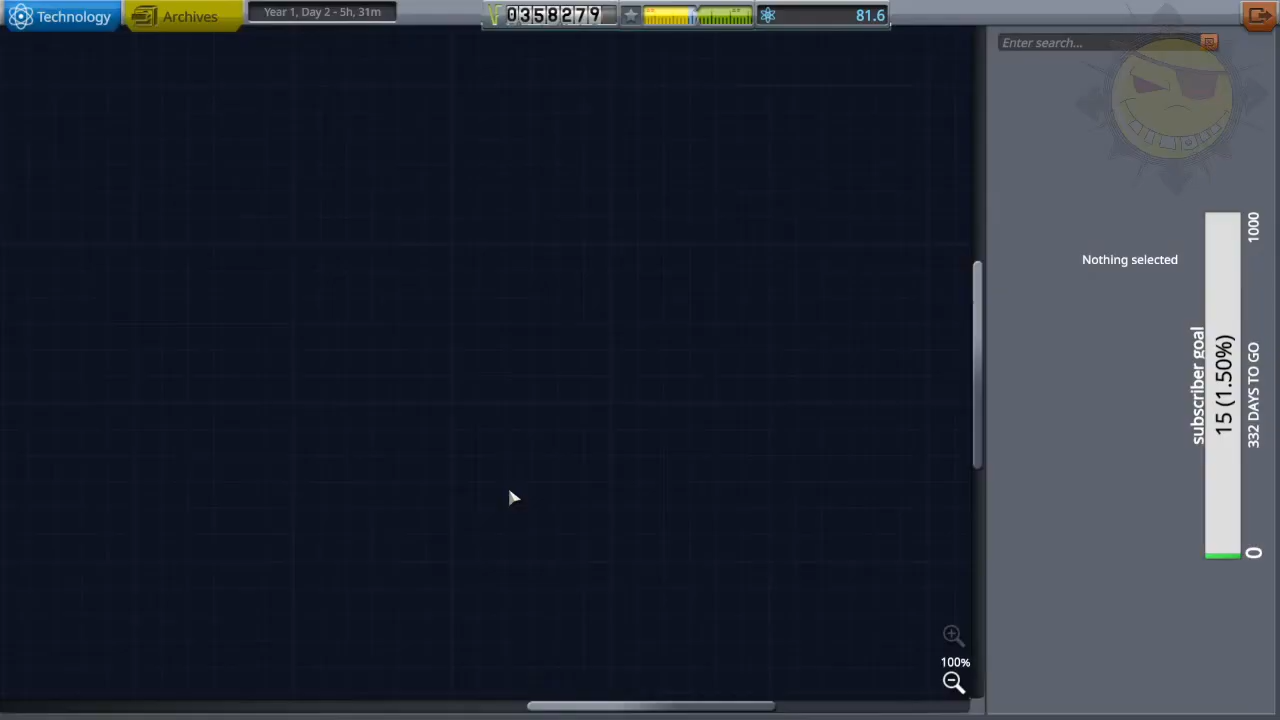 Technology
Archives
Year 1, Day 2 - 5h, 31m
0358279
81.6
Enter search...
Nothing selected
subscriber goal
15 (1.50%)
332 DAYS TO GO
1000
0
100%